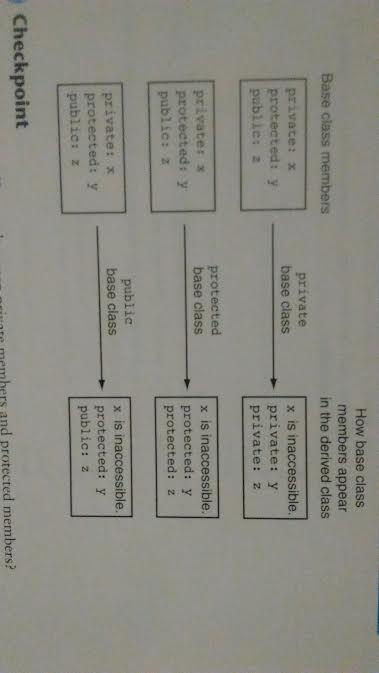 Base class members
How base class
members appear
in the derived class
private: x
protected: y
public: z
private
base class
x is inaccessible.
private: y
private: z
private: x
protected: y
public: z
protected
base class
x is inaccessible.
protected: y
protected: z
private: x
protected: y
public: z
public
base class
x is inaccessible.
protected: y
public: z
Checkpoint
private members and protected members?